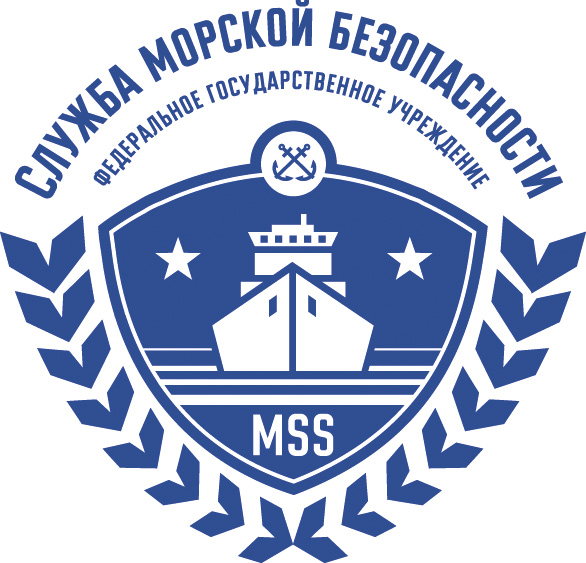 СЛУЖБА МОРСКОЙ БЕЗОПАСНОСТИ
ФЕДЕРАЛЬНОЕ ГОСУДАРСТВЕННОЕ УЧРЕЖДЕНИЕ
MSS